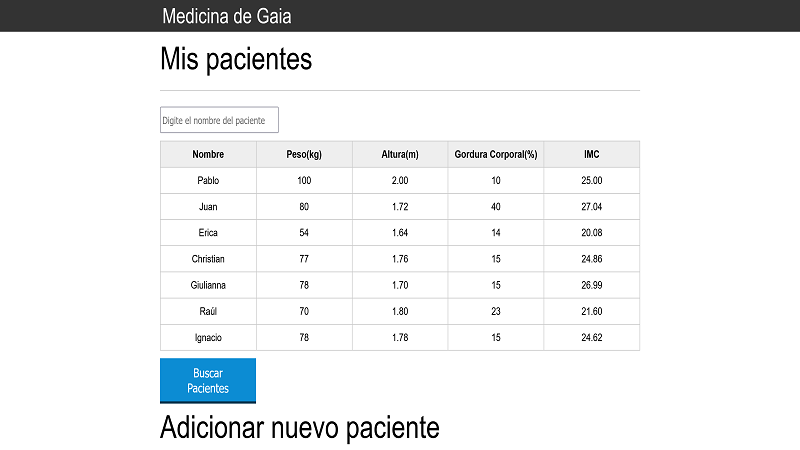 Medicina de Gaia
Mis pacientes
Digite el nombre del paciente
Nombre Peso(kg) Altura(m) Gordura Corporal(%) IMC
Pablo 100 2.00 10 25.00
Juan 80 1.72 40 27.04
Erica 54 1.64 14 20.08
Christian 77 1.76 15 24.86
Giulianna 78 1.70 15 26.99
Raúl 70 1.80 23 21.60
Ignacio 78 1.78 15 24.62
Buscar
Pacientes
Adicionar nuevo paciente